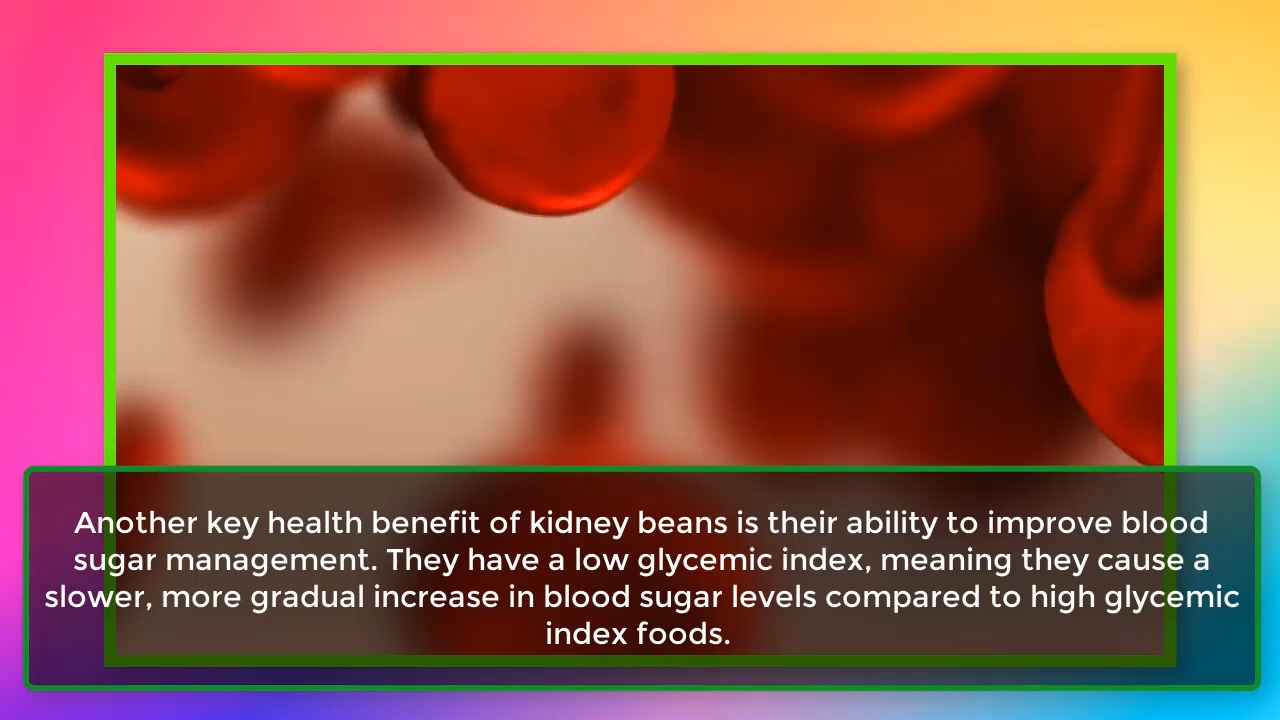 Another key health benefit of kidney beans is their ability to improve blood
sugar management. They have a low glycemic index, meaning they cause a
slower, more gradual increase in blood sugar levels compared to high glycemic
index foods.